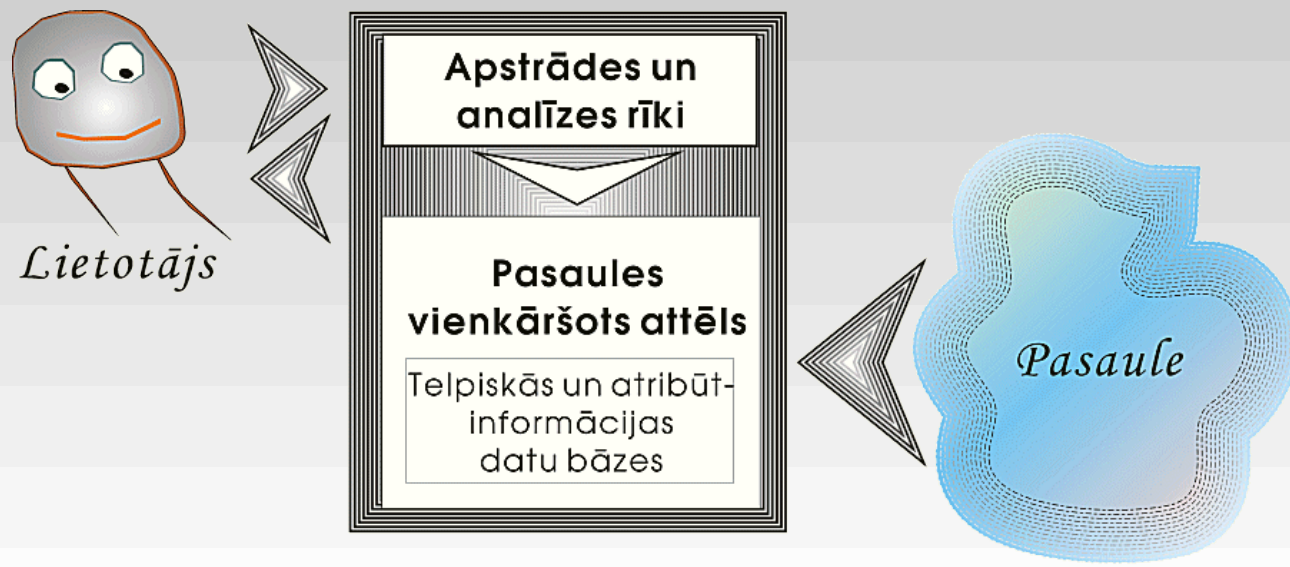 Lietotājs
Apstrādes un
analīzes rīki
Pasaules
vienkāršots attēls
Telpiskās un atribūt-
informācijas
datu bāzes
Pasaule